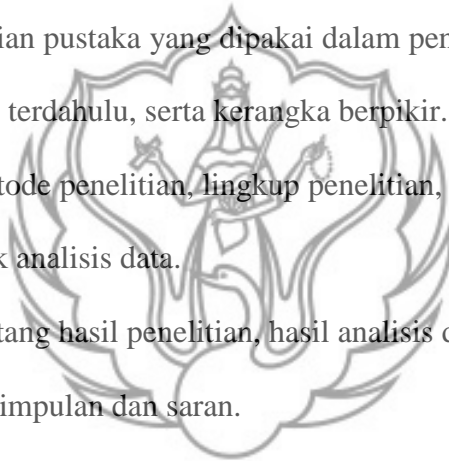 ian pustaka yang dipakai dalam pen
terdahulu, serta kerangka berpikir.
tode penelitian, lingkup penelitian,
k analisis data.
tang hasil penelitian, hasil analisis d
impulan dan saran.